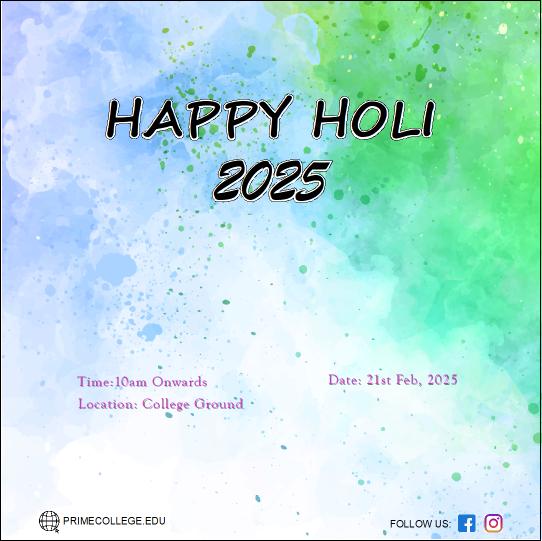 HAPPY HOLI
2025
Time:10am Onwards
Date: 21st Feb, 2025
Location: College Ground
PRIMECOLLEGE.EDU
FOLLOW US: